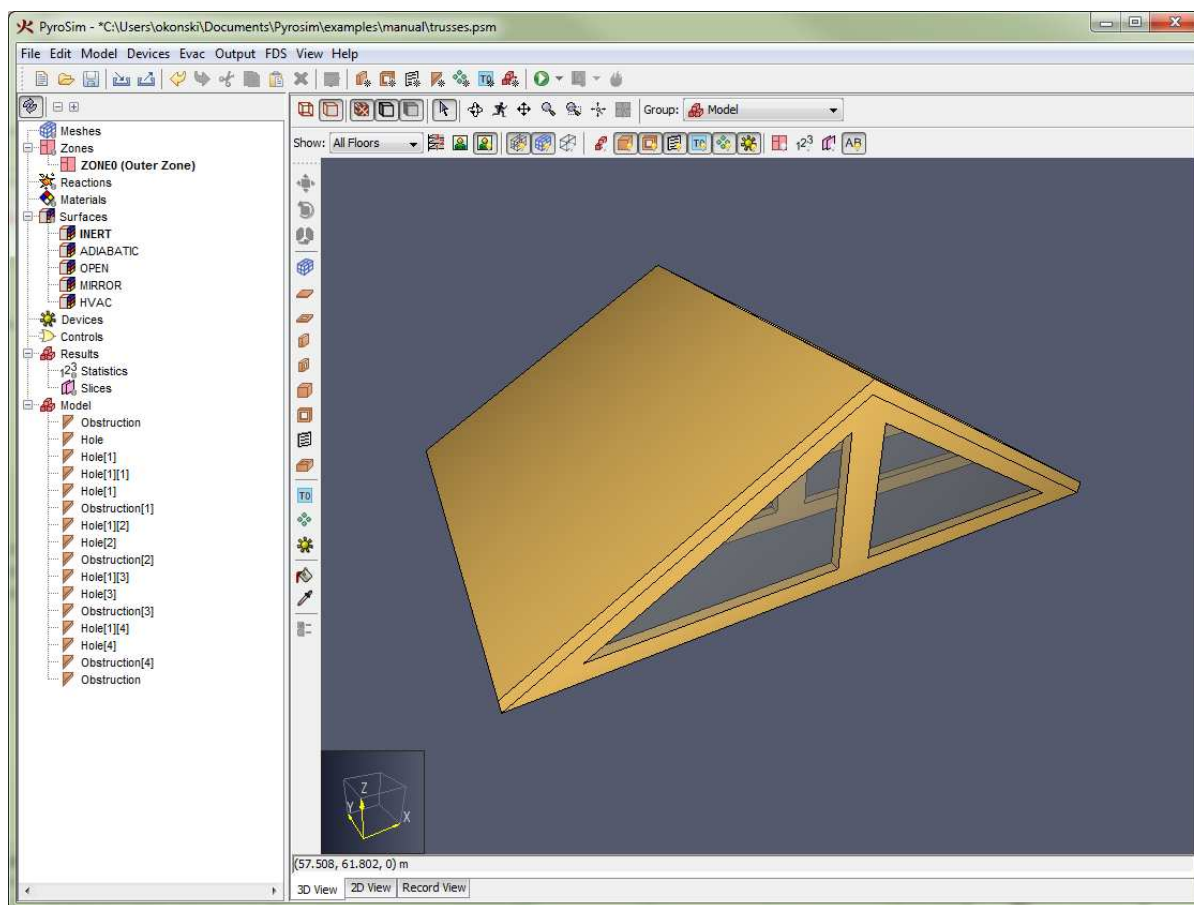 PyroSim - *C:\Users\okonski\Documents\Pyrosim\examples\manual\trusses.psm
File Edit Model Devices Evac Output FDS View Help
Group: Model
Show: All Floors
Meshes
Zones
ZONE0 (Outer Zone)
Reactions
Materials
Surfaces
INERT
ADIABATIC
OPEN
MIRROR
HVAC
Devices
Controls
Results
Statistics
Slices
Model
Obstruction
Hole
Hole[1]
Hole[1][1]
Hole[1]
Obstruction[1]
Hole[1][2]
Hole[2]
Obstruction[2]
Hole[1][3]
Hole[3]
Obstruction[3]
Hole[1][4]
Hole[4]
Obstruction[4]
Obstruction
Z
Y
X
(57.508, 61.802, 0) m
3D View 2D View Record View